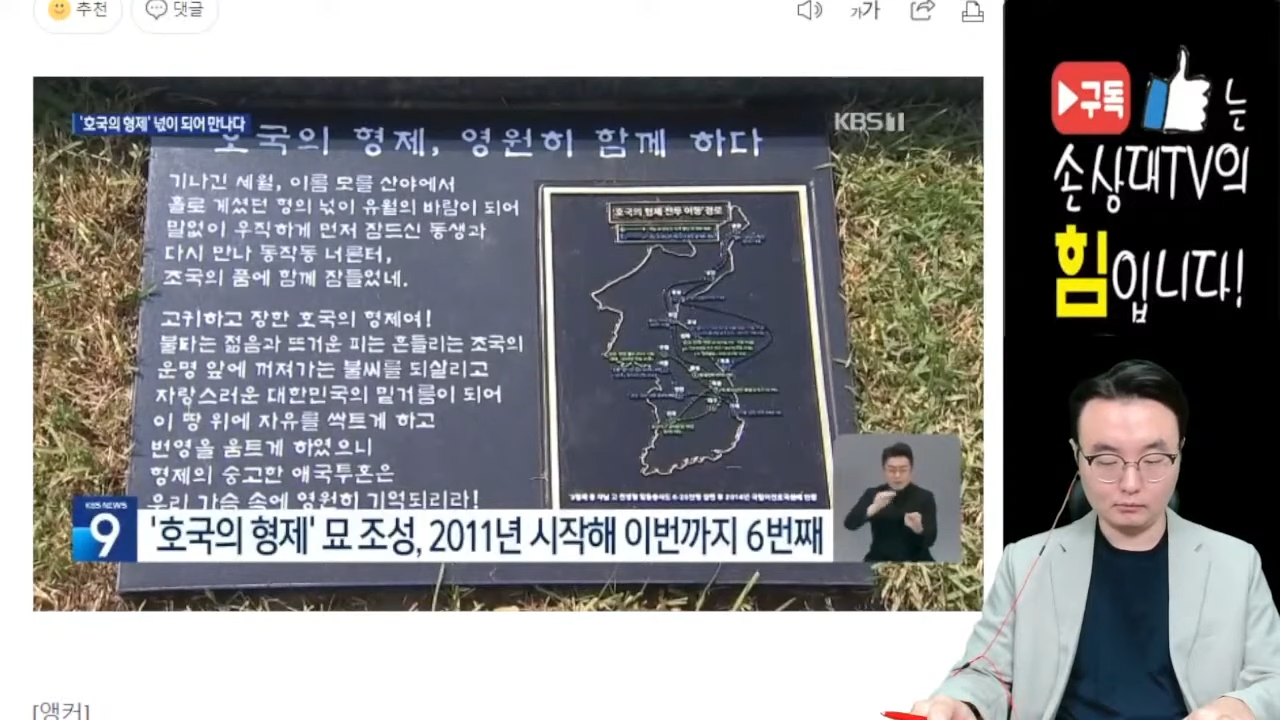 추천
댓글
가가
'호국의 형제' 넋이 되어 만나다
KBS 1
호국의 형제, 영원히 함께 하다
기나긴 세월, 이름 모를 산야에서
홀로 계셨던 형의 넋이 유월의 바람이 되어
말없이 우직하게 먼저 잠드신 동생과
다시 만나 동작동 너른터,
조국의 품에 함께 잠들었네.
고귀하고 장한 호국의 형제여!
불타는 젊음과 뜨거운 피는 흔들리는 조국의
운명 앞에 꺼져가는 불씨를 되살리고
자랑스러운 대한민국의 밑거름이 되어
이 땅 위에 자유를 싹트게 하고
번영을 움트게 하였으니
형제의 숭고한 애국투혼은
우리 가슴 속에 영원히 기억되리라!
'호국의 형제 전투 이동' 경로
KBS NEWS
9
'호국의 형제' 묘 조성, 2011년 시작해 이번까지 6번째
[앵커]
구독
는
손상대TV의
힘입니다!